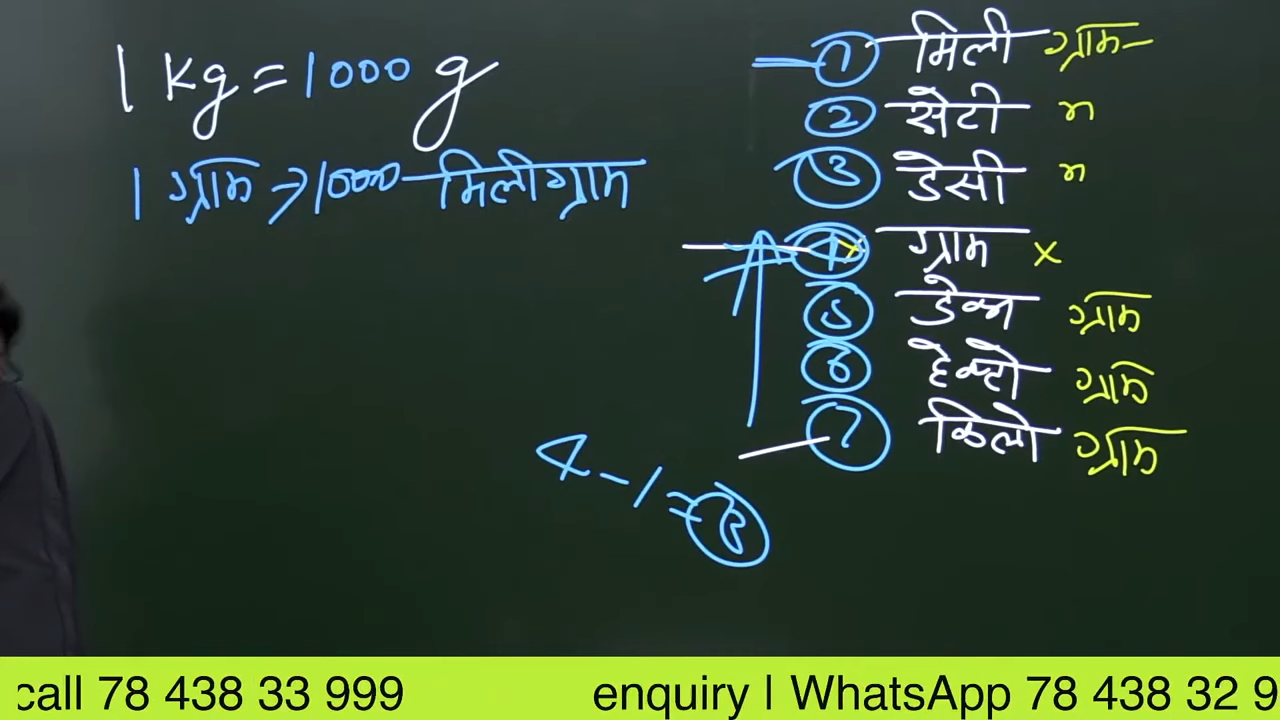 1 Kg = 1000 g
1 ग्राम → 1000 मिलीग्राम
① मिली ग्राम –
② सेंटी "
③ डेसी "
④ ग्राम ×
⑤ डेका ग्राम
⑥ हेक्टो ग्राम
⑦ किलो ग्राम
4 – 1 = ③
call 78 438 33 999 enquiry | WhatsApp 78 438 32 9